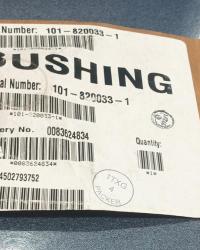 Number: 101-820033-1
BUSHING
al Number: 101-820033-1
*101-820033-1*
ery No. 0083624834
Quantity:
*0083624834*
*1*
4502793752
ITXG
4
PACKER